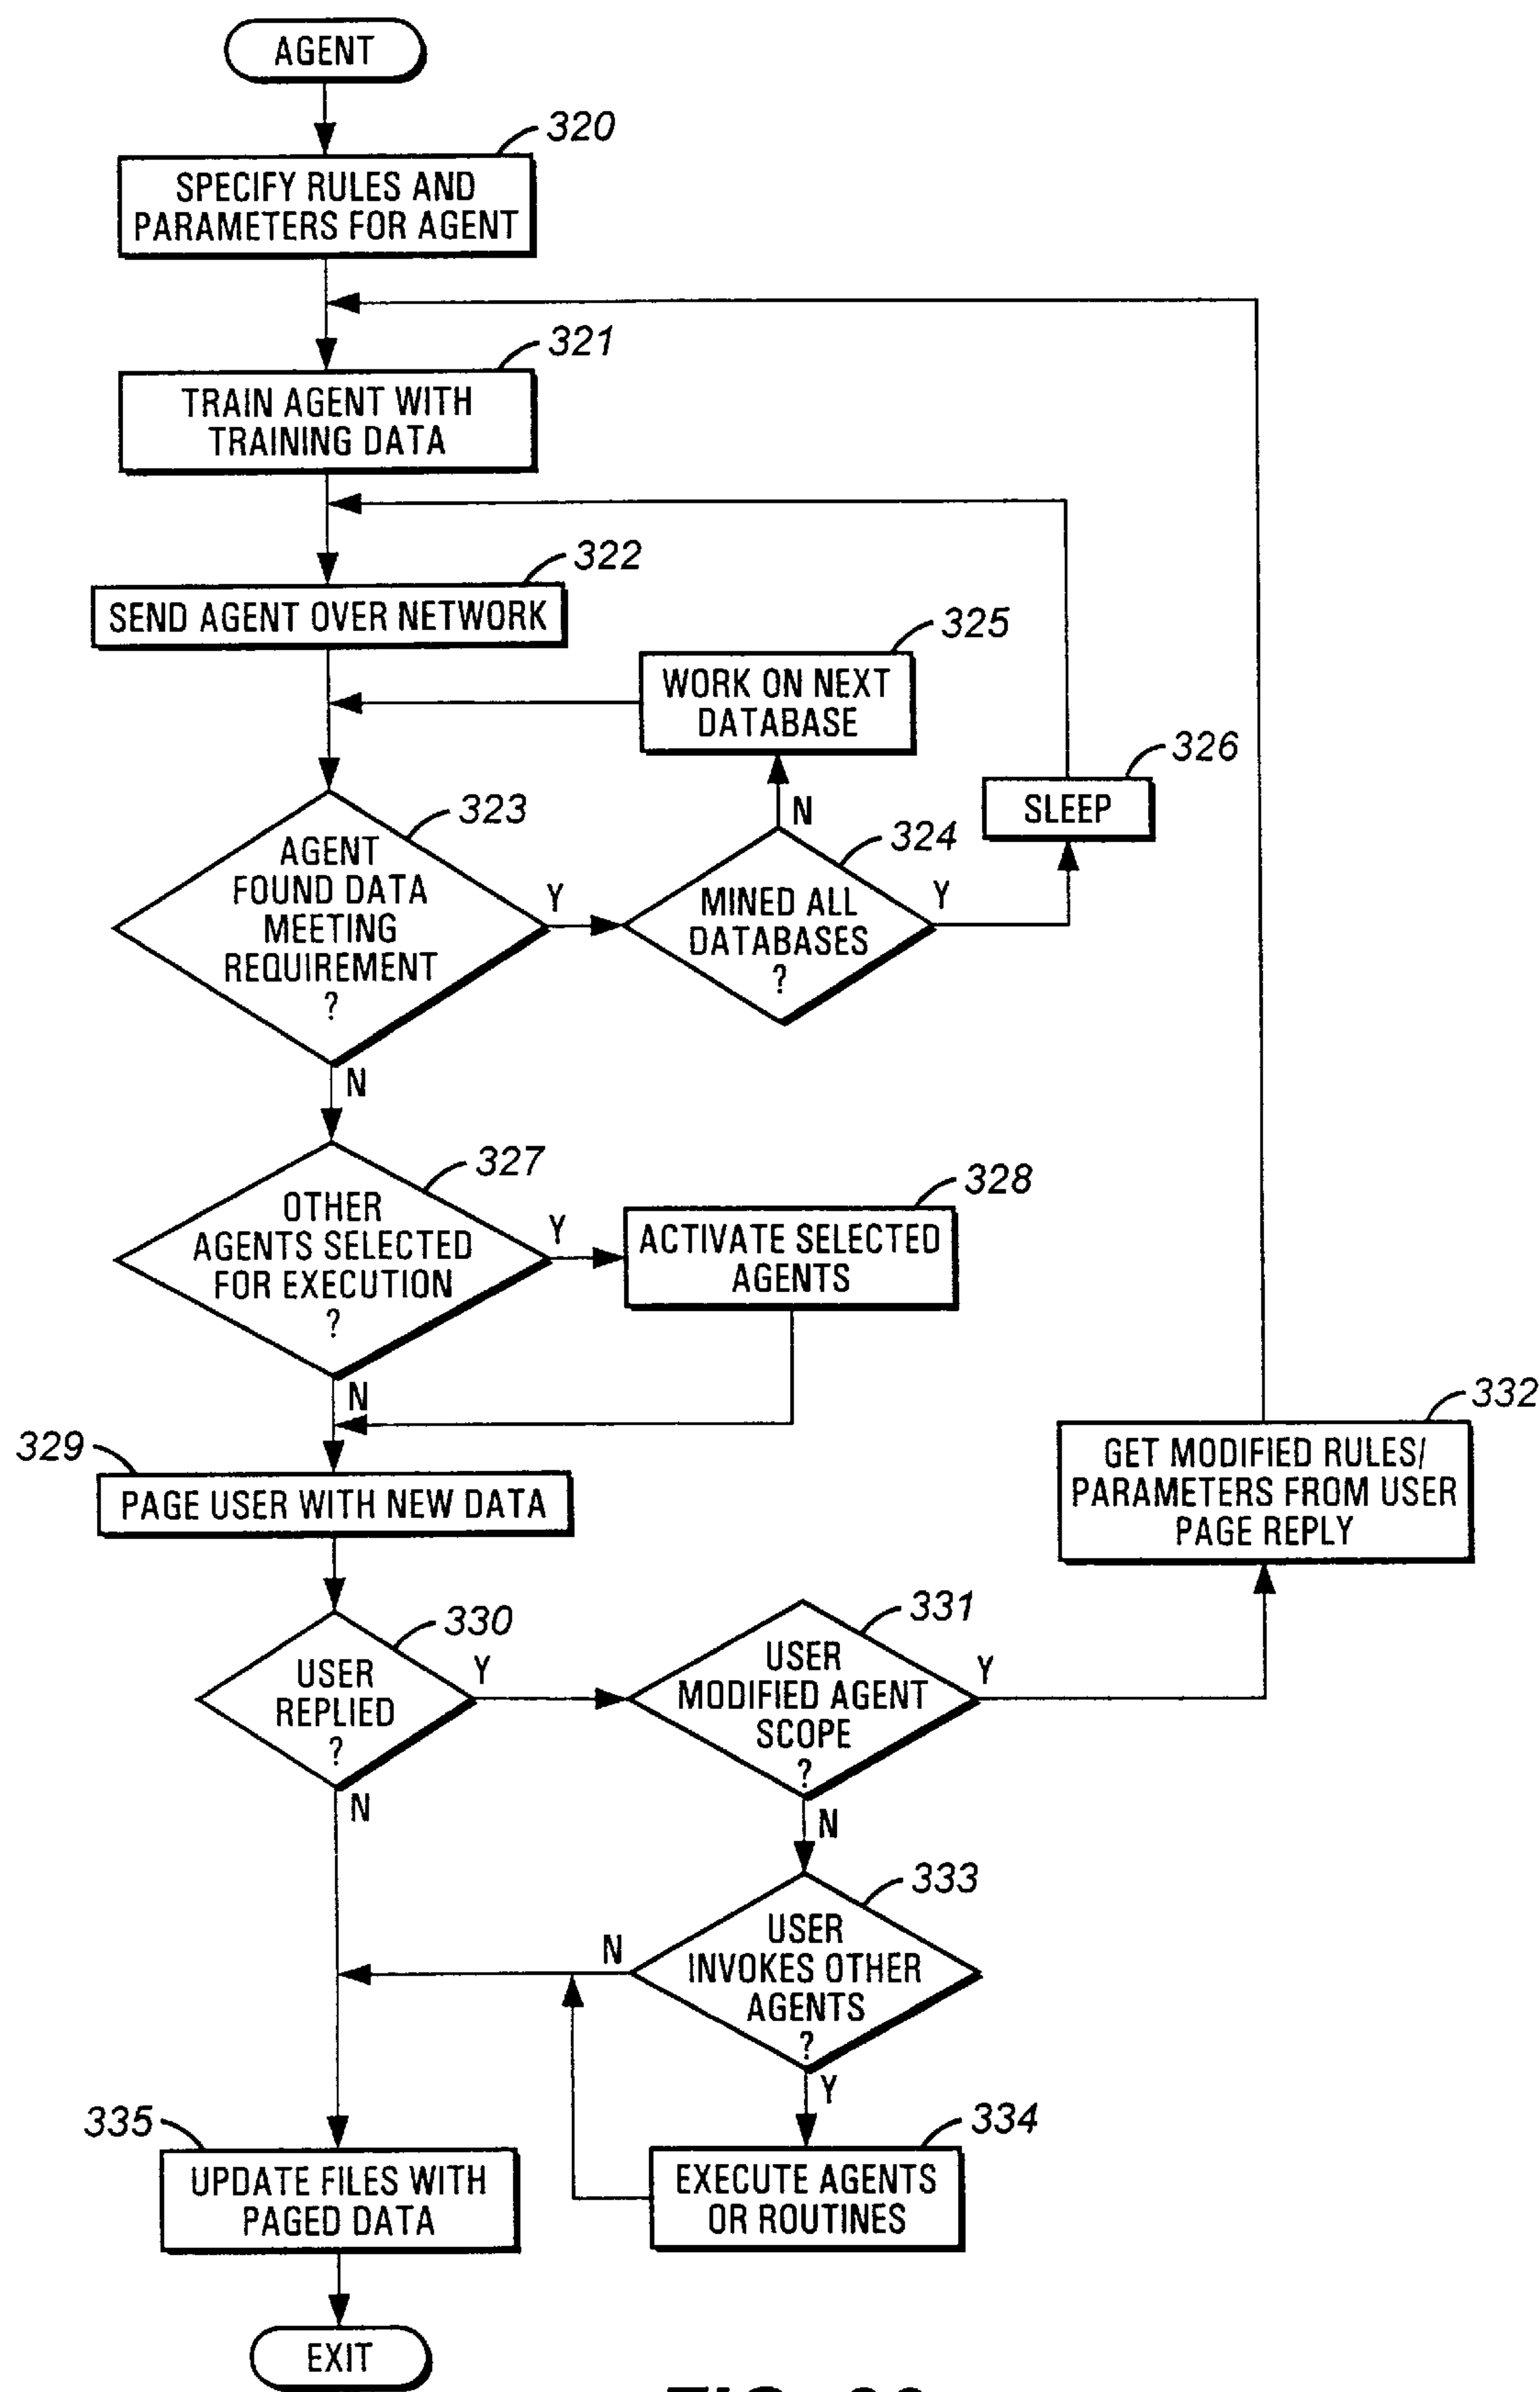 AGENT
320
SPECIFY RULES AND
PARAMETERS FOR AGENT
321
TRAIN AGENT WITH
TRAINING DATA
322
SEND AGENT OVER NETWORK
325
WORK ON NEXT
DATABASE
326
SLEEP
323
AGENT
FOUND DATA
MEETING
REQUIREMENT
?
Y
N
324
MINED ALL
DATABASES
?
Y
N
327
OTHER
AGENTS SELECTED
FOR EXECUTION
?
Y
328
ACTIVATE SELECTED
AGENTS
N
329
PAGE USER WITH NEW DATA
332
GET MODIFIED RULES/
PARAMETERS FROM USER
PAGE REPLY
330
USER
REPLIED
?
Y
331
USER
MODIFIED AGENT
SCOPE
?
Y
N
N
333
USER
INVOKES OTHER
AGENTS
?
N
Y
334
EXECUTE AGENTS
OR ROUTINES
335
UPDATE FILES WITH
PAGED DATA
EXIT